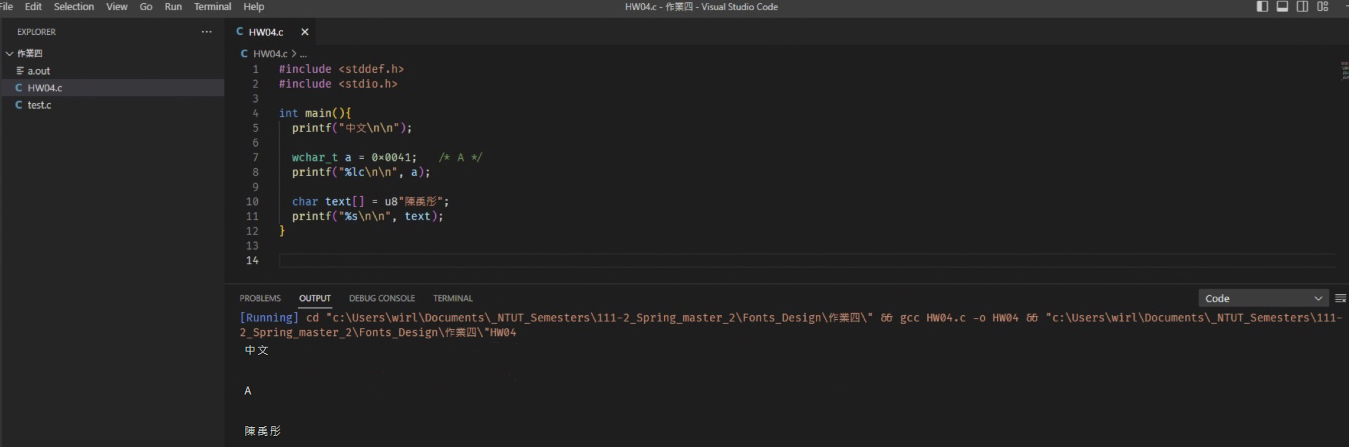 File Edit Selection View Go Run Terminal Help
HW04.c - 作業四 - Visual Studio Code
EXPLORER
作業四
a.out
HW04.c
test.c
HW04.c
HW04.c > ...
1 #include <stddef.h>
2 #include <stdio.h>
3
4 int main(){
5 printf("中文\n\n");
6
7 wchar_t a = 0x0041; /* A */
8 printf("%lc\n\n", a);
9
10 char text[] = u8"陳禹彤";
11 printf("%s\n\n", text);
12 }
13
14
PROBLEMS OUTPUT DEBUG CONSOLE TERMINAL
Code
[Running] cd "c:\Users\wirl\Documents\_NTUT_Semesters\111-2_Spring_master_2\Fonts_Design\作業四\" && gcc HW04.c -o HW04 && "c:\Users\wirl\Documents\_NTUT_Semesters\111-
2_Spring_master_2\Fonts_Design\作業四\"HW04
中文
A
陳禹彤